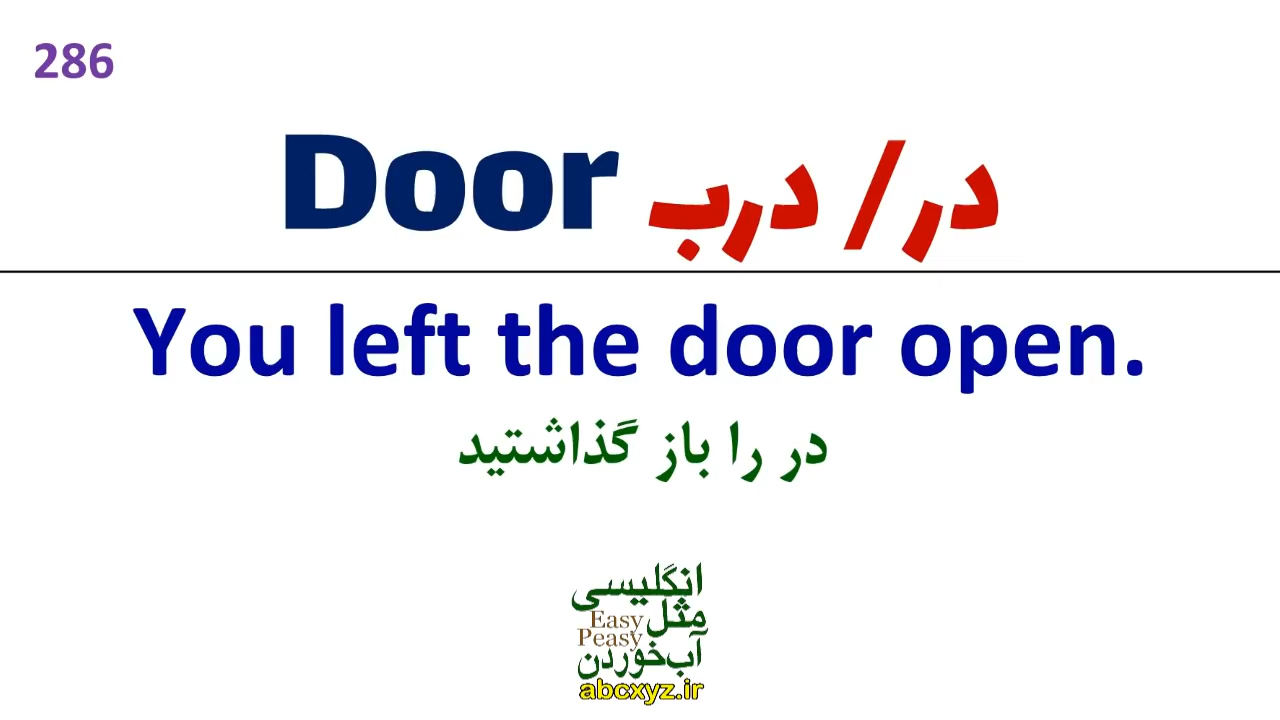 286
Door در / درب
You left the door open.
در را باز گذاشتید
انگلیسی
مثل Easy
Peasy
آب‌خوردن
abcxyz.ir